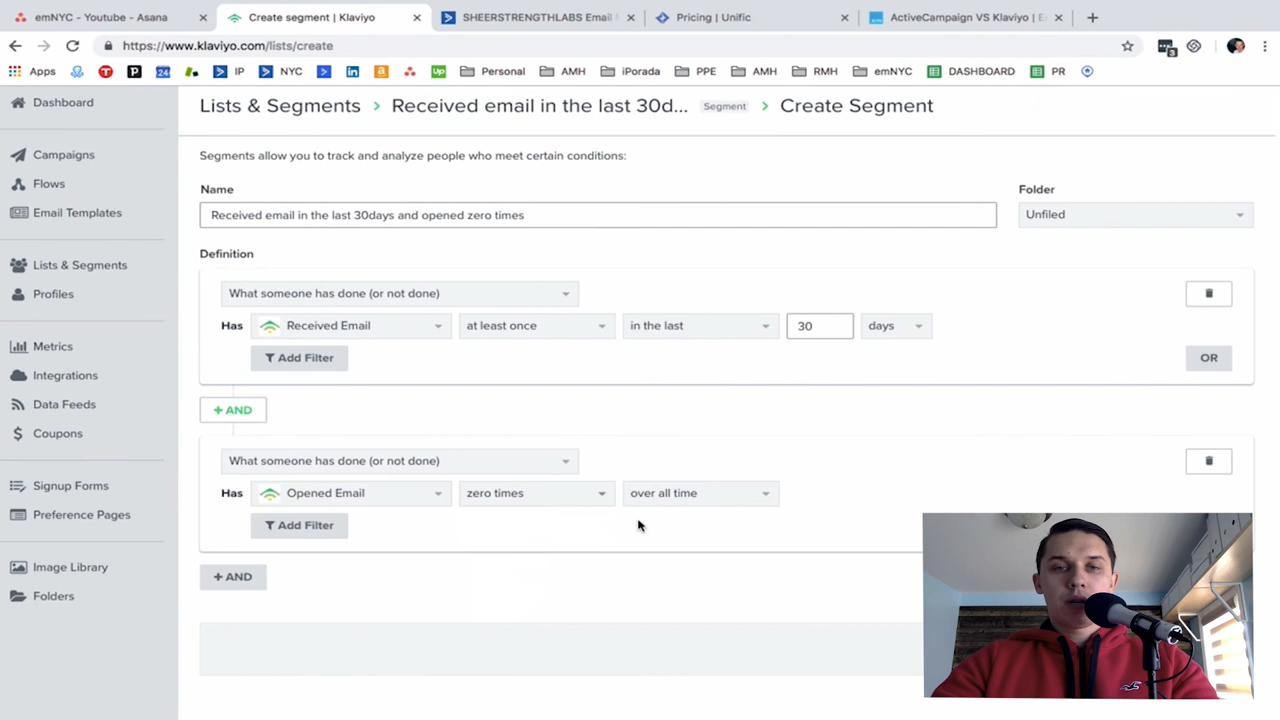 emNYC - Youtube - Asana
Create segment | Klaviyo
SHEERSTRENGTHLABS Email
Pricing | Unific
ActiveCampaign VS Klaviyo | E
https://www.klaviyo.com/lists/create
Apps
IP
NYC
Personal
AMH
iPorada
PPE
AMH
RMH
emNYC
DASHBOARD
PR
Dashboard
Campaigns
Flows
Email Templates
Lists & Segments
Profiles
Metrics
Integrations
Data Feeds
Coupons
Signup Forms
Preference Pages
Image Library
Folders
Lists & Segments > Received email in the last 30d... Segment > Create Segment
Segments allow you to track and analyze people who meet certain conditions:
Name
Folder
Received email in the last 30days and opened zero times
Unfiled
Definition
What someone has done (or not done)
Has Received Email at least once in the last 30 days
Add Filter
OR
+ AND
What someone has done (or not done)
Has Opened Email zero times over all time
Add Filter
+ AND